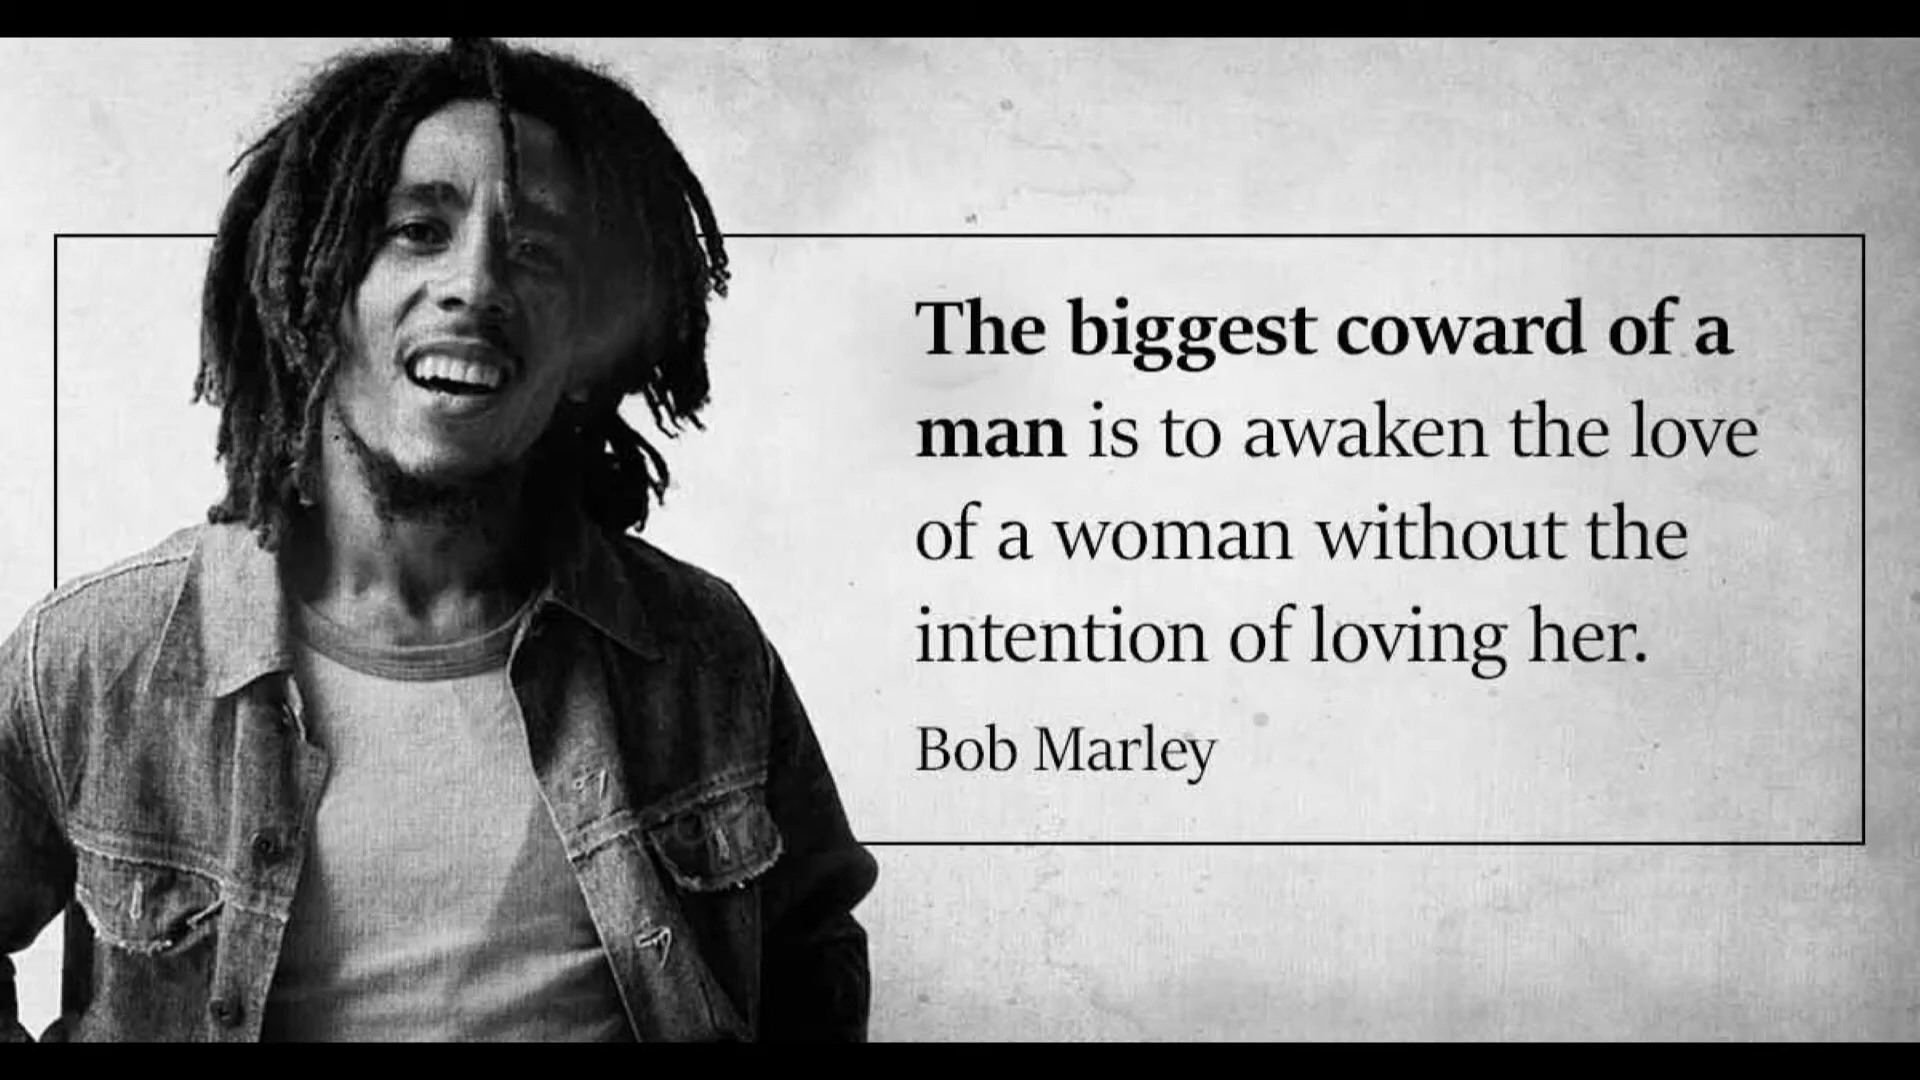 The biggest coward of a
man is to awaken the love
of a woman without the
intention of loving her.
Bob Marley